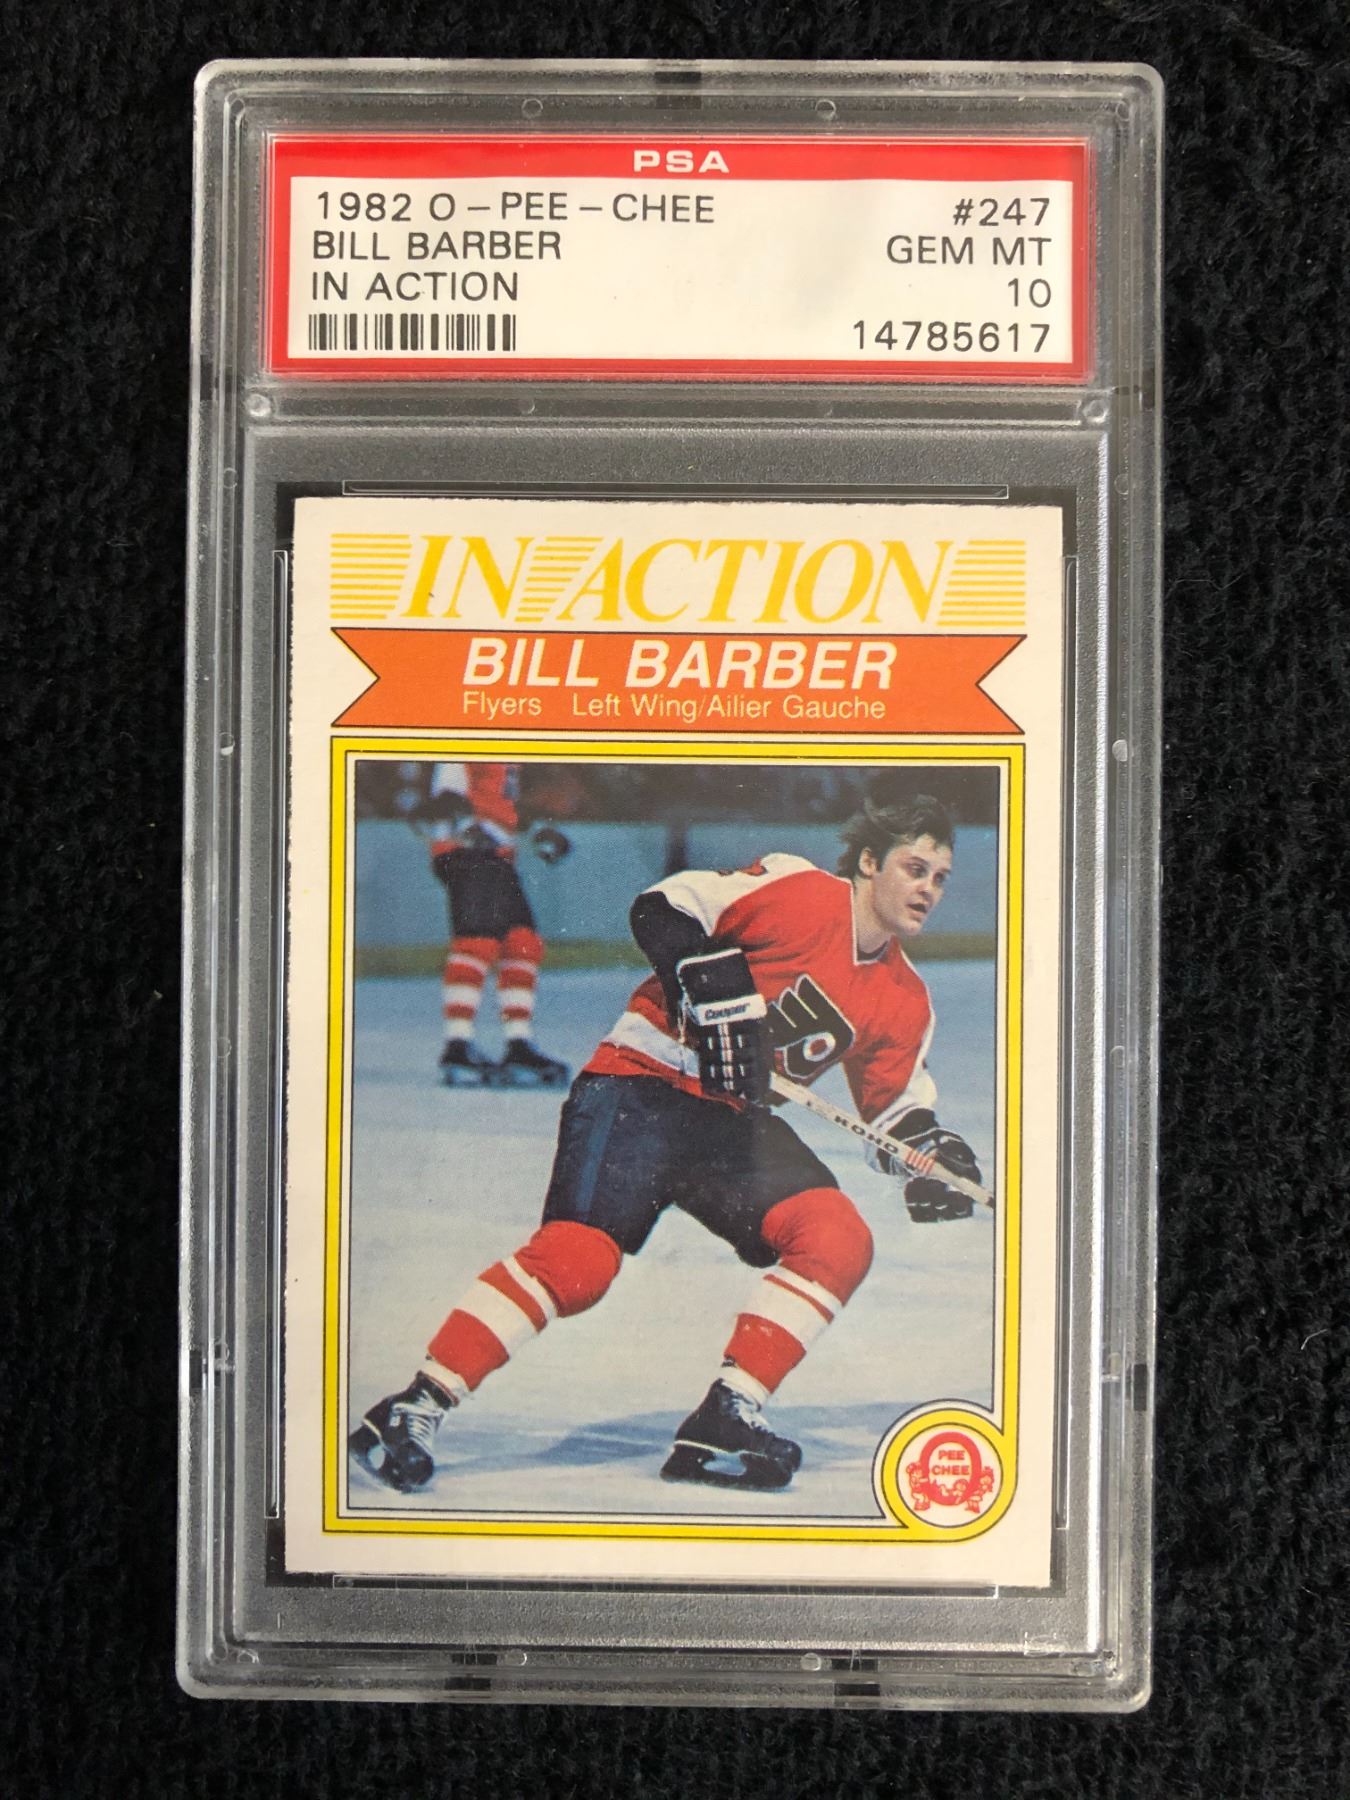 PSA
1982 O-PEE-CHEE #247
BILL BARBER GEM MT
IN ACTION 10
14785617
IN ACTION
BILL BARBER
Flyers Left Wing/Ailier Gauche
Cooper
KOHO
PEE
CHEE